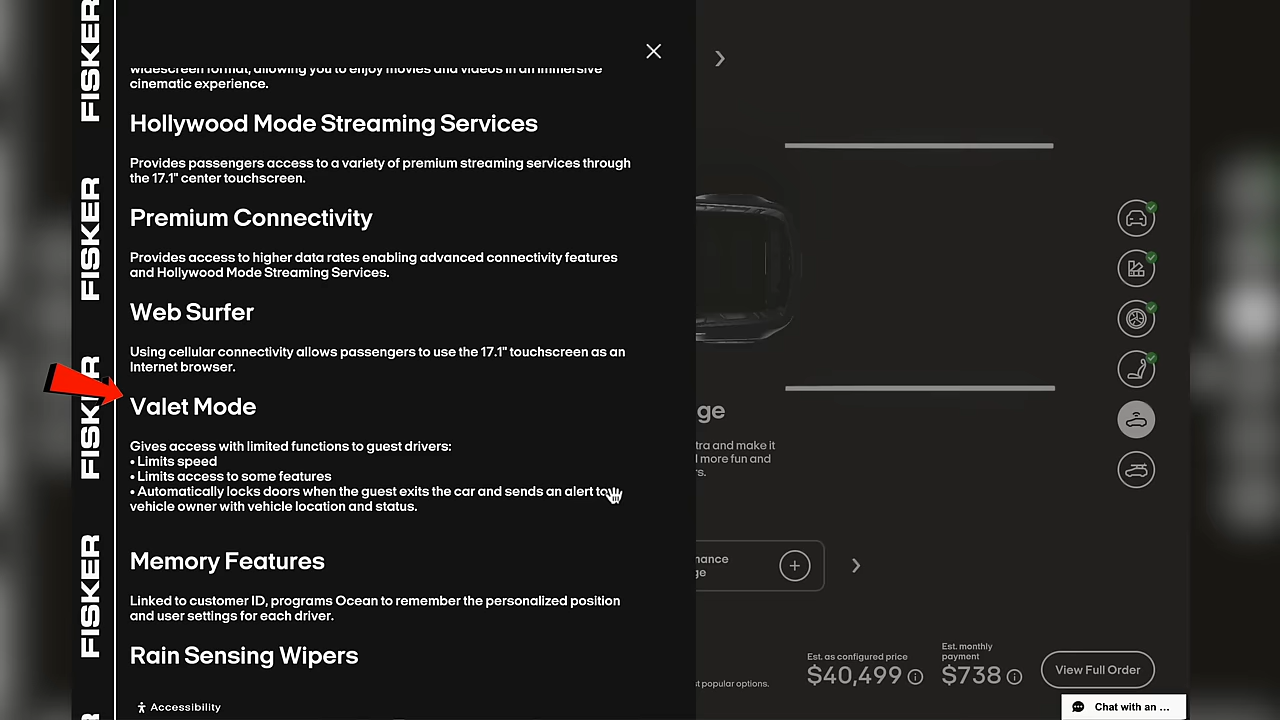 FISKER
FISKER
FISKER
FISKER
widescreen format, allowing you to enjoy movies and videos in an immersive
cinematic experience.
Hollywood Mode Streaming Services
Provides passengers access to a variety of premium streaming services through
the 17.1" center touchscreen.
Premium Connectivity
Provides access to higher data rates enabling advanced connectivity features
and Hollywood Mode Streaming Services.
Web Surfer
Using cellular connectivity allows passengers to use the 17.1" touchscreen as an
Internet browser.
Valet Mode
Gives access with limited functions to guest drivers:
• Limits speed
• Limits access to some features
• Automatically locks doors when the guest exits the car and sends an alert to
vehicle owner with vehicle location and status.
Memory Features
Linked to customer ID, programs Ocean to remember the personalized position
and user settings for each driver.
Rain Sensing Wipers
Accessibility
ge
tra and make it
more fun and
s.
nance
ge
t popular options.
Est. as configured price
$40,499
Est. monthly
payment
$738
View Full Order
Chat with an ...